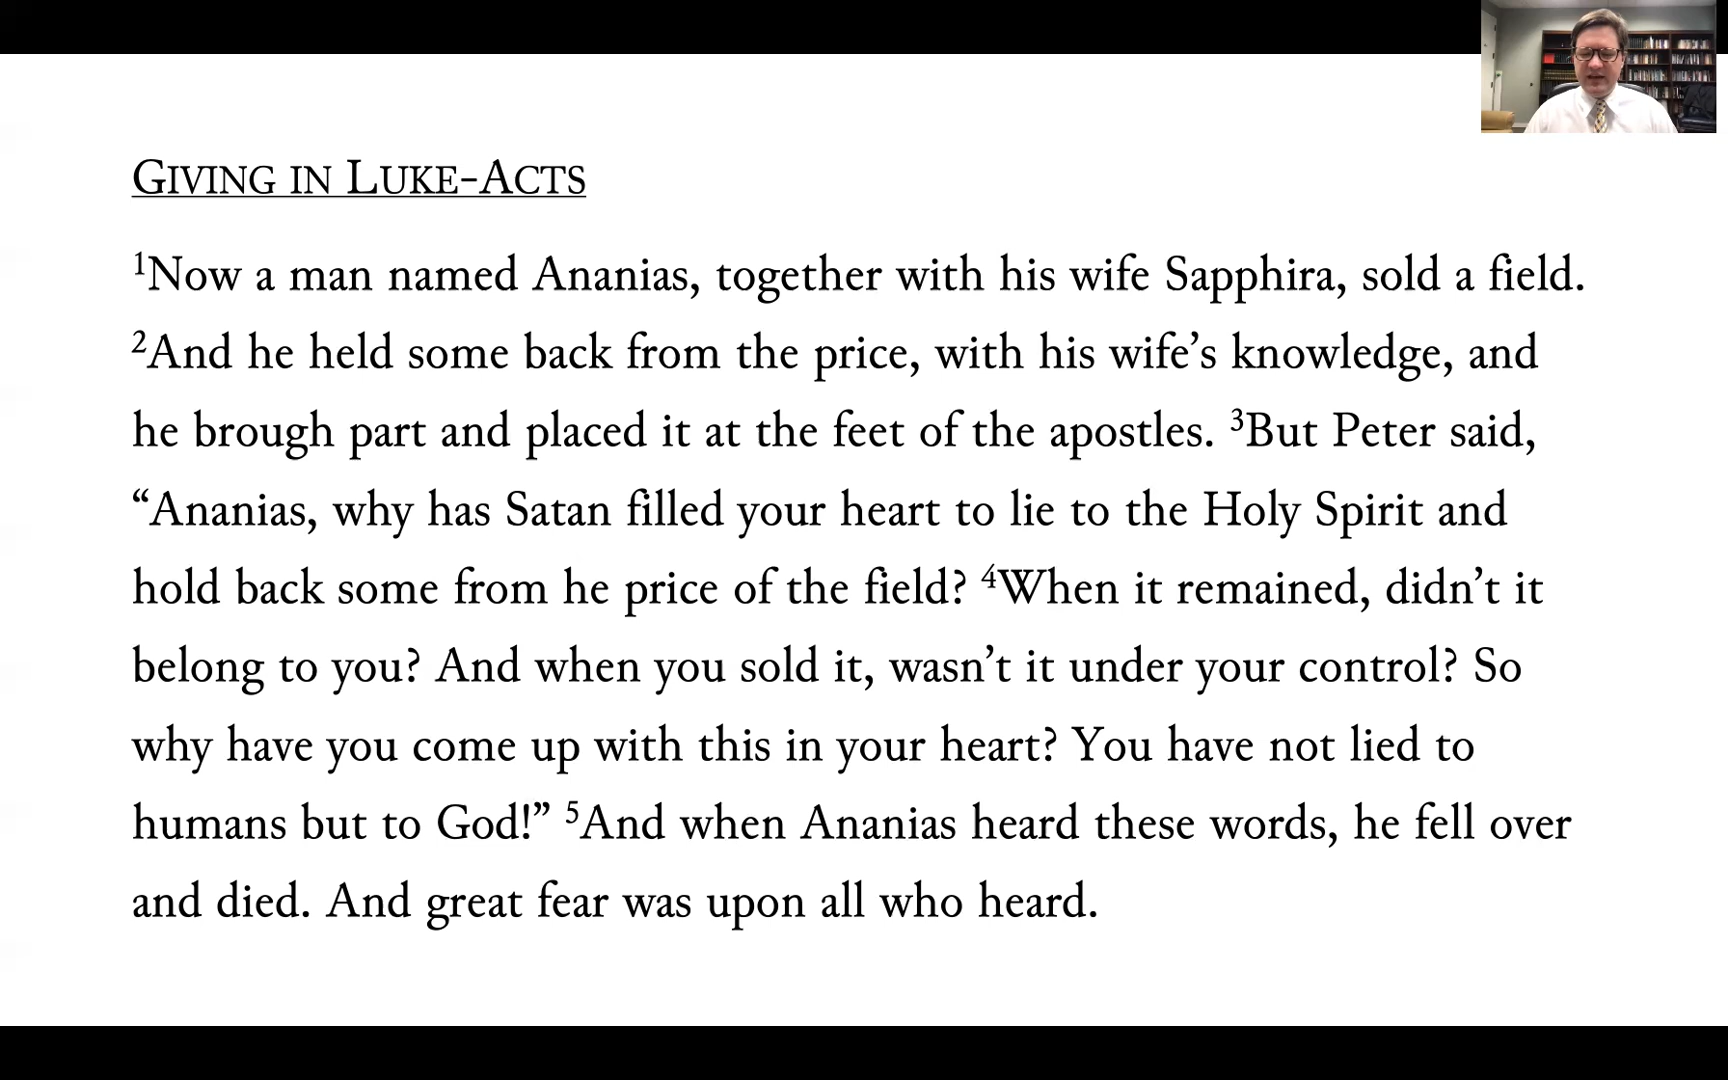 GIVING IN LUKE-ACTS
¹Now a man named Ananias, together with his wife Sapphira, sold a field.
²And he held some back from the price, with his wife’s knowledge, and
he brough part and placed it at the feet of the apostles. ³But Peter said,
“Ananias, why has Satan filled your heart to lie to the Holy Spirit and
hold back some from he price of the field? ⁴When it remained, didn’t it
belong to you? And when you sold it, wasn’t it under your control? So
why have you come up with this in your heart? You have not lied to
humans but to God!” ⁵And when Ananias heard these words, he fell over
and died. And great fear was upon all who heard.